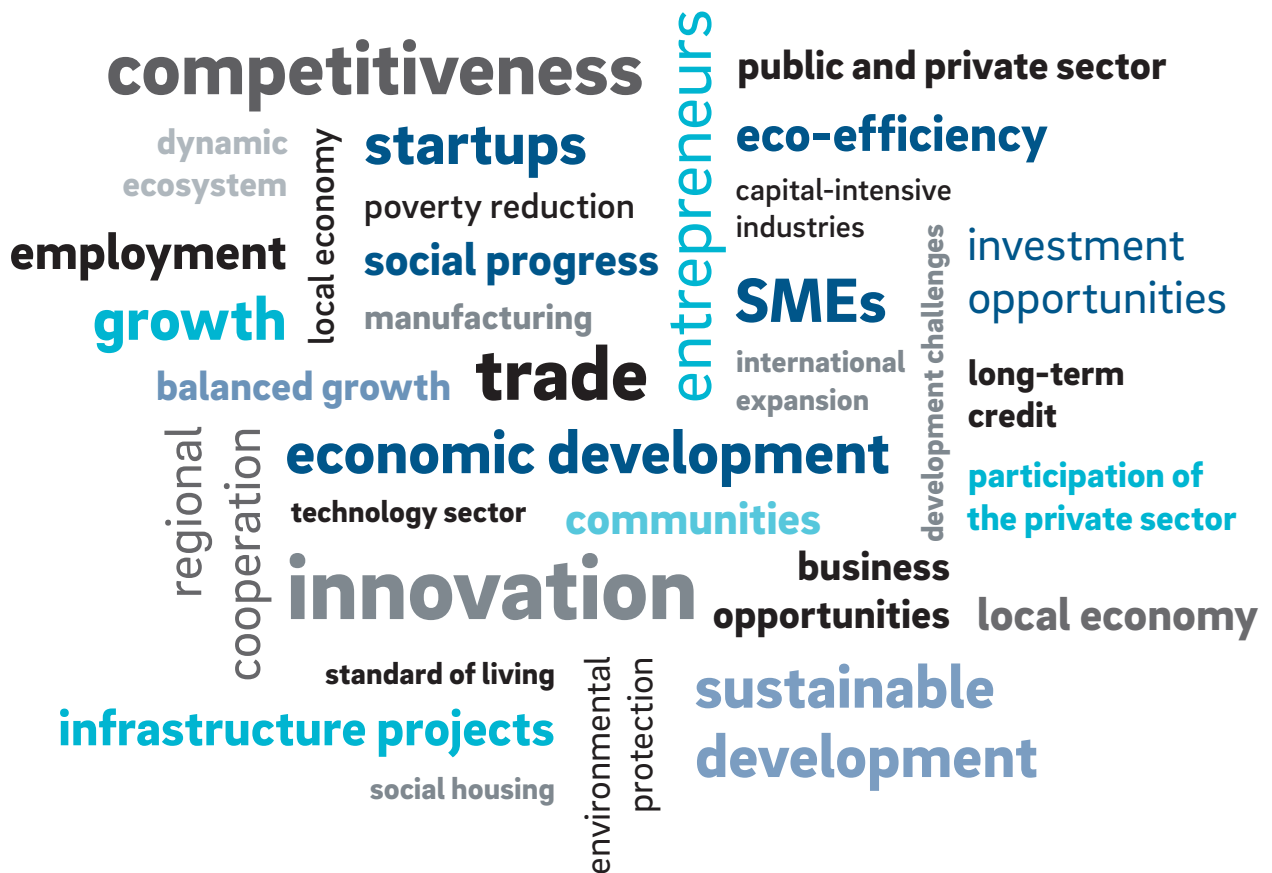 competitiveness
entrepreneurs
public and private sector
dynamic
ecosystem
local economy
startups
eco-efficiency
poverty reduction
capital-intensive
industries
employment
social progress
development challenges
investment
opportunities
growth
manufacturing
SMEs
balanced growth
trade
international
expansion
long-term
credit
regional
cooperation
economic development
participation of
the private sector
technology sector
communities
innovation
business
opportunities
local economy
standard of living
environmental
protection
sustainable
development
infrastructure projects
social housing